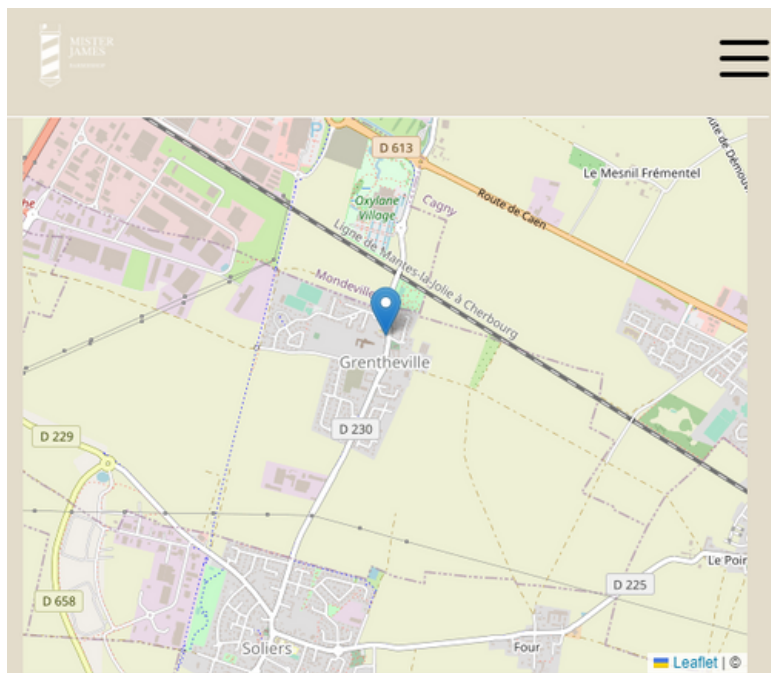 MISTER
JAMES
D 613
Le Mesnil Frémentel
Route de Caen
Oxylane
Village
Cagny
Ligne de Mantes-la-Jolie à Cherbourg
Mondeville
Grentheville
D 230
D 229
D 658
D 225
Soliers
Four
Le Poir
Leaflet | ©